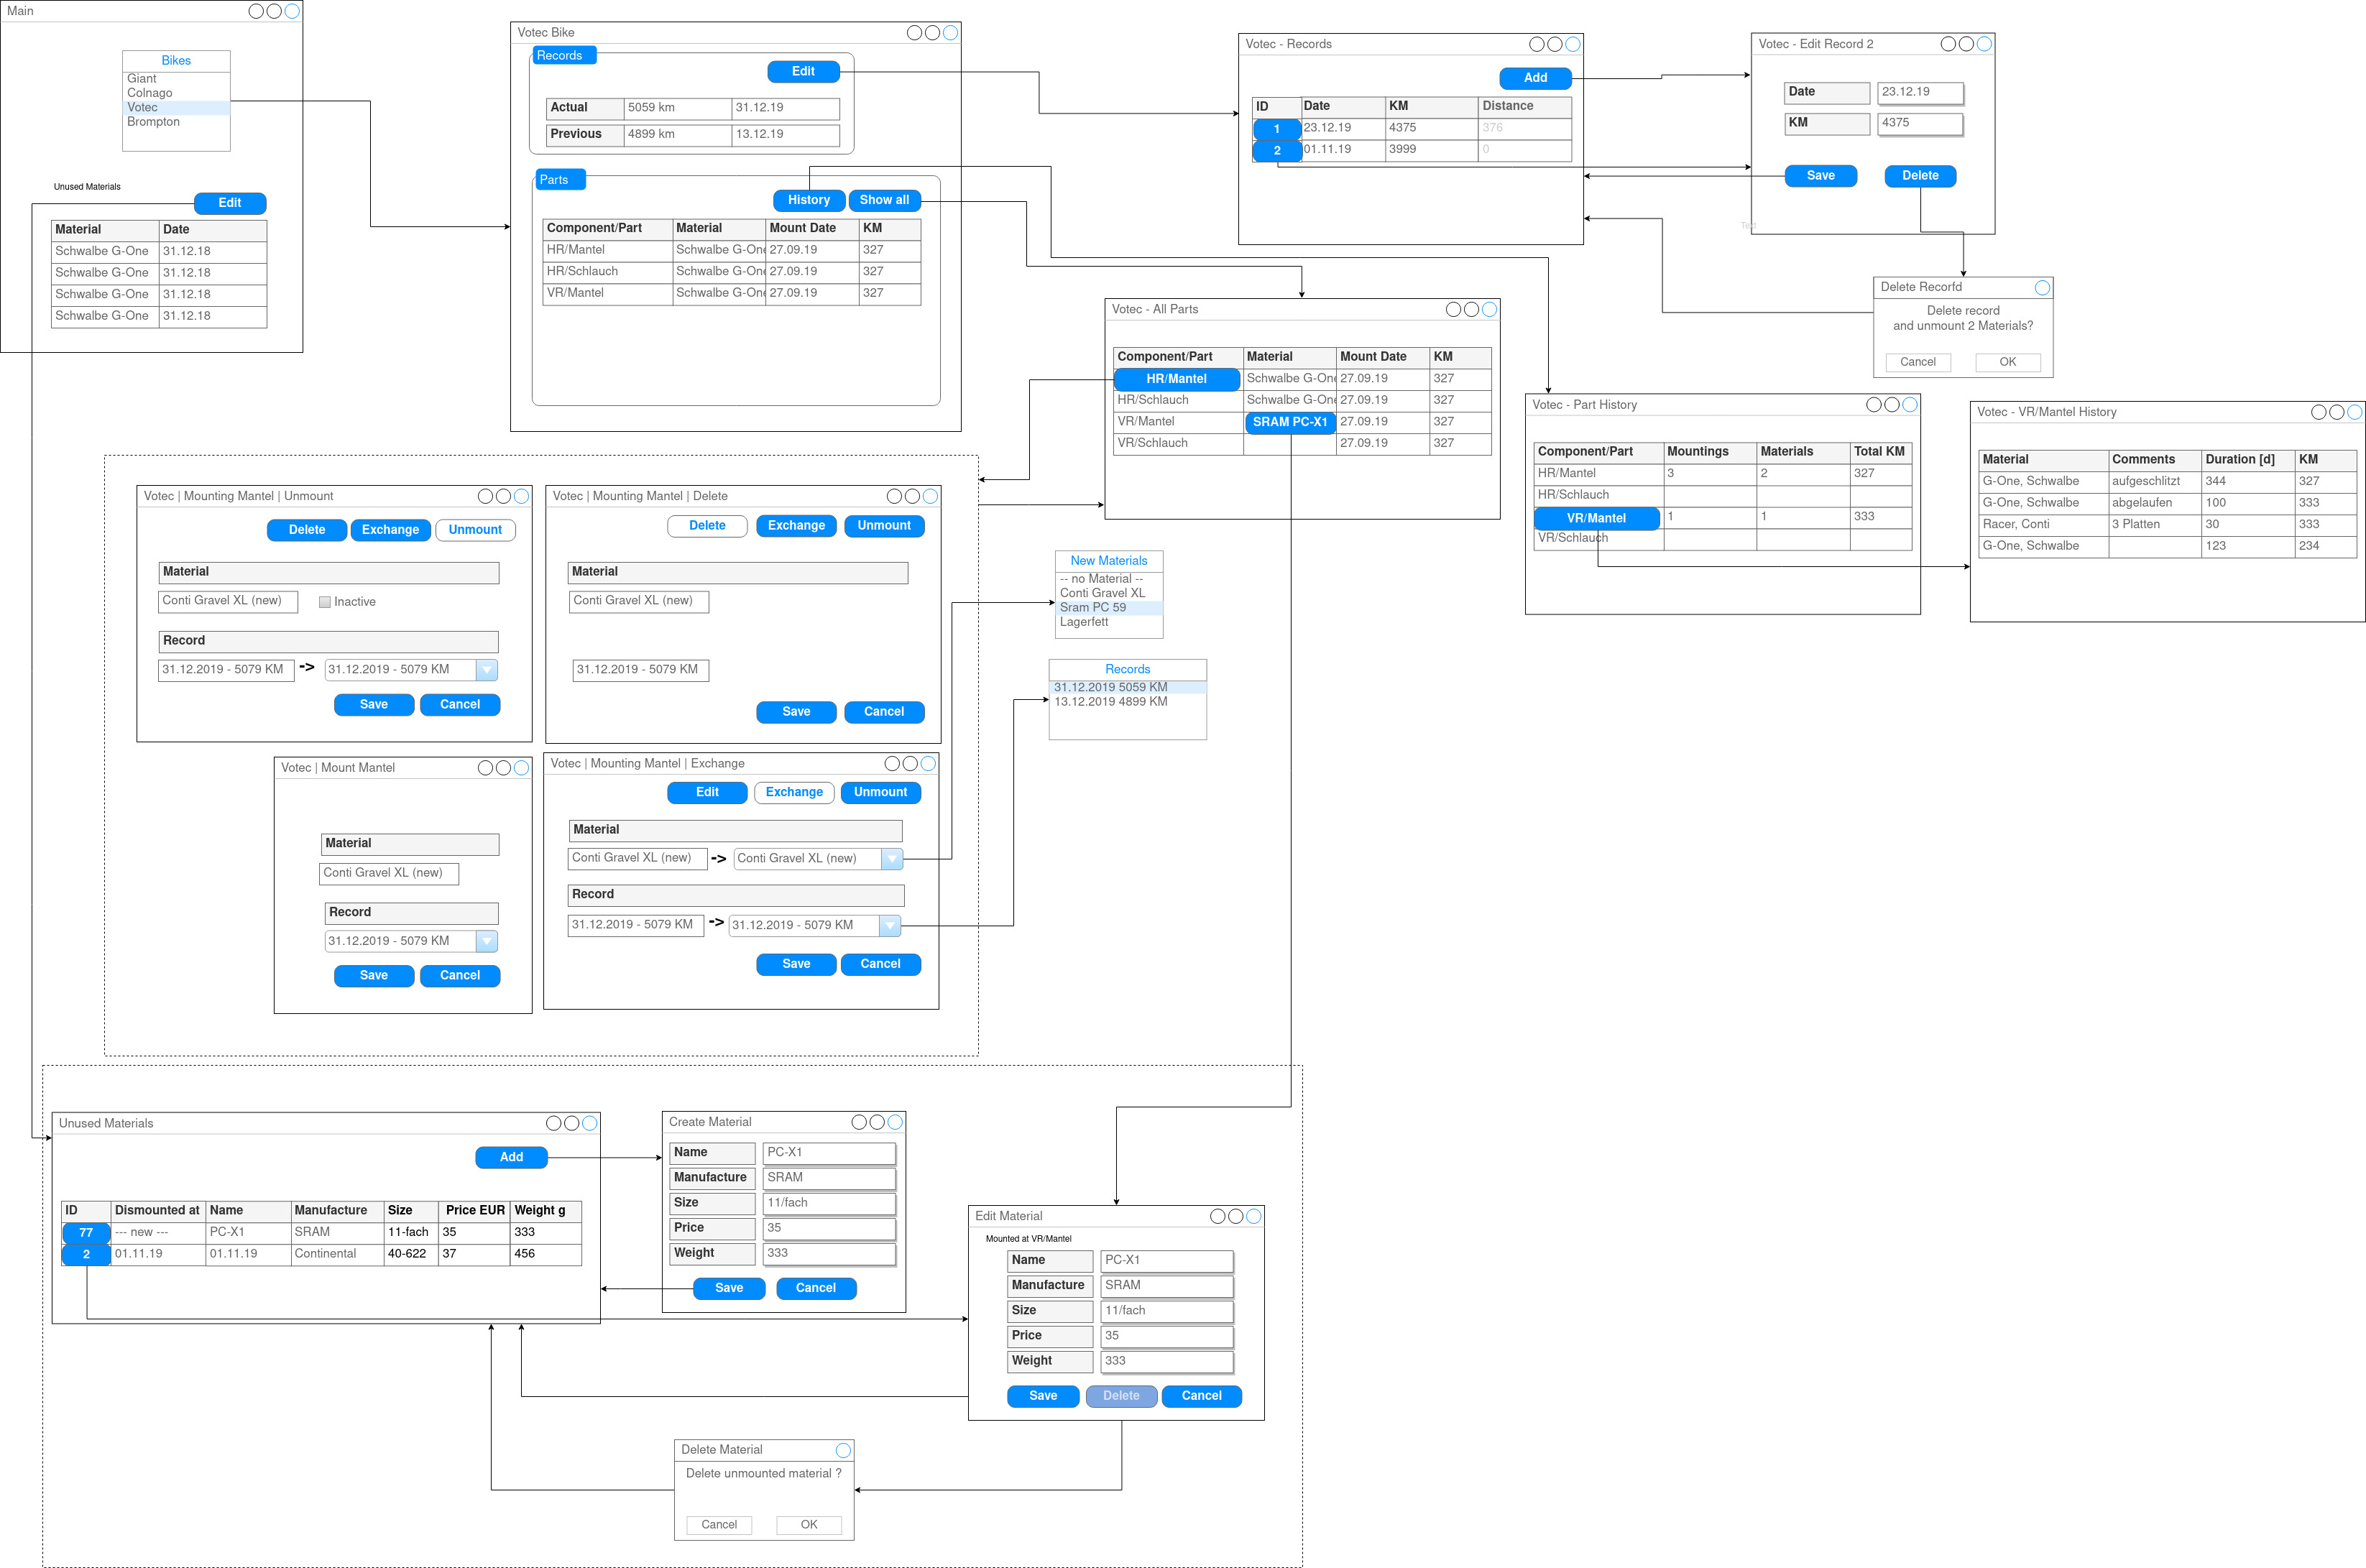 Main
Bikes
Giant
Colnago
Votec
Brompton
Unused Materials
Edit
Material Date
Schwalbe G-One 31.12.18
Schwalbe G-One 31.12.18
Schwalbe G-One 31.12.18
Schwalbe G-One 31.12.18
Votec Bike
Records
Edit
Actual 5059 km 31.12.19
Previous 4899 km 13.12.19
Parts
History Show all
Component/Part Material Mount Date KM
HR/Mantel Schwalbe G-One 27.09.19 327
HR/Schlauch Schwalbe G-One 27.09.19 327
VR/Mantel Schwalbe G-One 27.09.19 327
Votec - Records
Add
ID Date KM Distance
1 23.12.19 4375 376
2 01.11.19 3999 0
Votec - Edit Record 2
Date 23.12.19
KM 4375
Save Delete
Text
Delete Recorfd
Delete record
and unmount 2 Materials?
Cancel OK
Votec - All Parts
Component/Part Material Mount Date KM
HR/Mantel Schwalbe G-One 27.09.19 327
HR/Schlauch Schwalbe G-One 27.09.19 327
VR/Mantel SRAM PC-X1 27.09.19 327
VR/Schlauch 27.09.19 327
Votec - Part History
Component/Part Mountings Materials Total KM
HR/Mantel 3 2 327
HR/Schlauch
VR/Mantel 1 1 333
VR/Schlauch
Votec - VR/Mantel History
Material Comments Duration [d] KM
G-One, Schwalbe aufgeschlitzt 344 327
G-One, Schwalbe abgelaufen 100 333
Racer, Conti 3 Platten 30 333
G-One, Schwalbe 123 234
Votec | Mounting Mantel | Unmount
Delete Exchange Unmount
Material
Conti Gravel XL (new) Inactive
Record
31.12.2019 - 5079 KM -> 31.12.2019 - 5079 KM
Save Cancel
Votec | Mounting Mantel | Delete
Delete Exchange Unmount
Material
Conti Gravel XL (new)
31.12.2019 - 5079 KM
Save Cancel
New Materials
-- no Material --
Conti Gravel XL
Sram PC 59
Lagerfett
Records
31.12.2019 5059 KM
13.12.2019 4899 KM
Votec | Mount Mantel
Material
Conti Gravel XL (new)
Record
31.12.2019 - 5079 KM
Save Cancel
Votec | Mounting Mantel | Exchange
Edit Exchange Unmount
Material
Conti Gravel XL (new) -> Conti Gravel XL (new)
Record
31.12.2019 - 5079 KM -> 31.12.2019 - 5079 KM
Save Cancel
Unused Materials
Add
ID Dismounted at Name Manufacture Size Price EUR Weight g
77 --- new --- PC-X1 SRAM 11-fach 35 333
2 01.11.19 01.11.19 Continental 40-622 37 456
Create Material
Name PC-X1
Manufacture SRAM
Size 11/fach
Price 35
Weight 333
Save Cancel
Edit Material
Mounted at VR/Mantel
Name PC-X1
Manufacture SRAM
Size 11/fach
Price 35
Weight 333
Save Delete Cancel
Delete Material
Delete unmounted material ?
Cancel OK